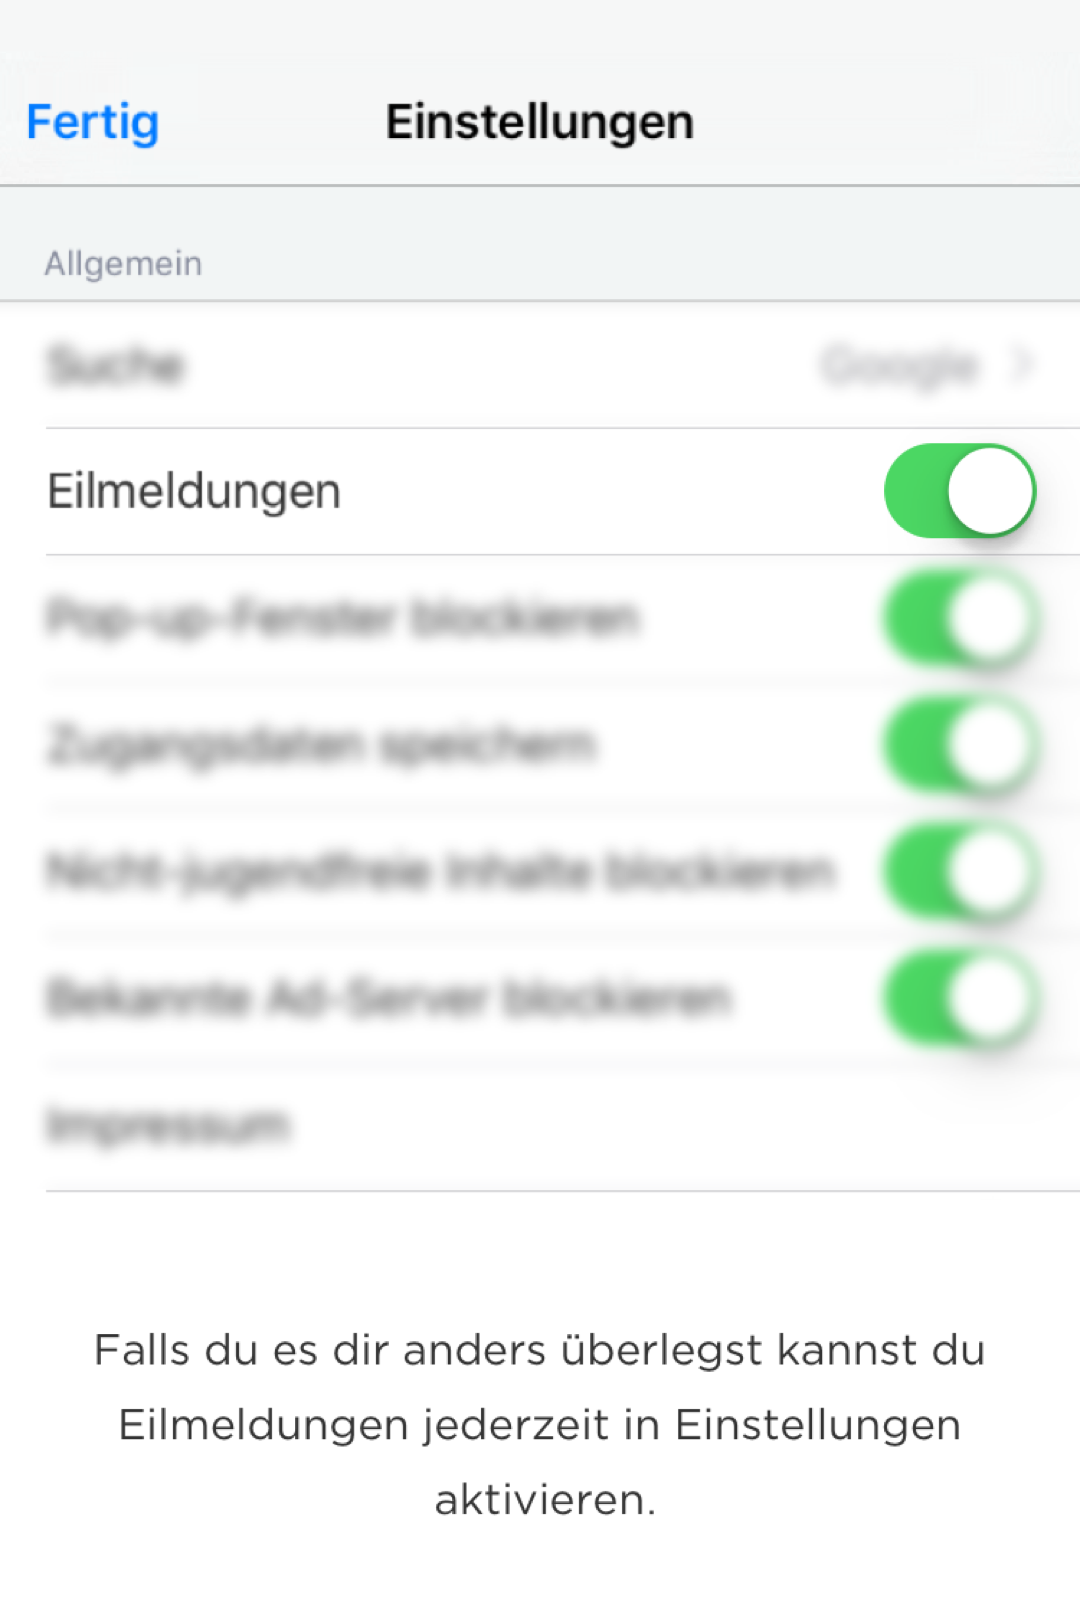 Fertig
Einstellungen
Allgemein
Suche
Google
Eilmeldungen
Pop-up-Fenster blockieren
Zugangsdaten speichern
Nicht-jugendfreie Inhalte blockieren
Bekannte Ad-Server blockieren
Impressum
Falls du es dir anders überlegst kannst du
Eilmeldungen jederzeit in Einstellungen
aktivieren.